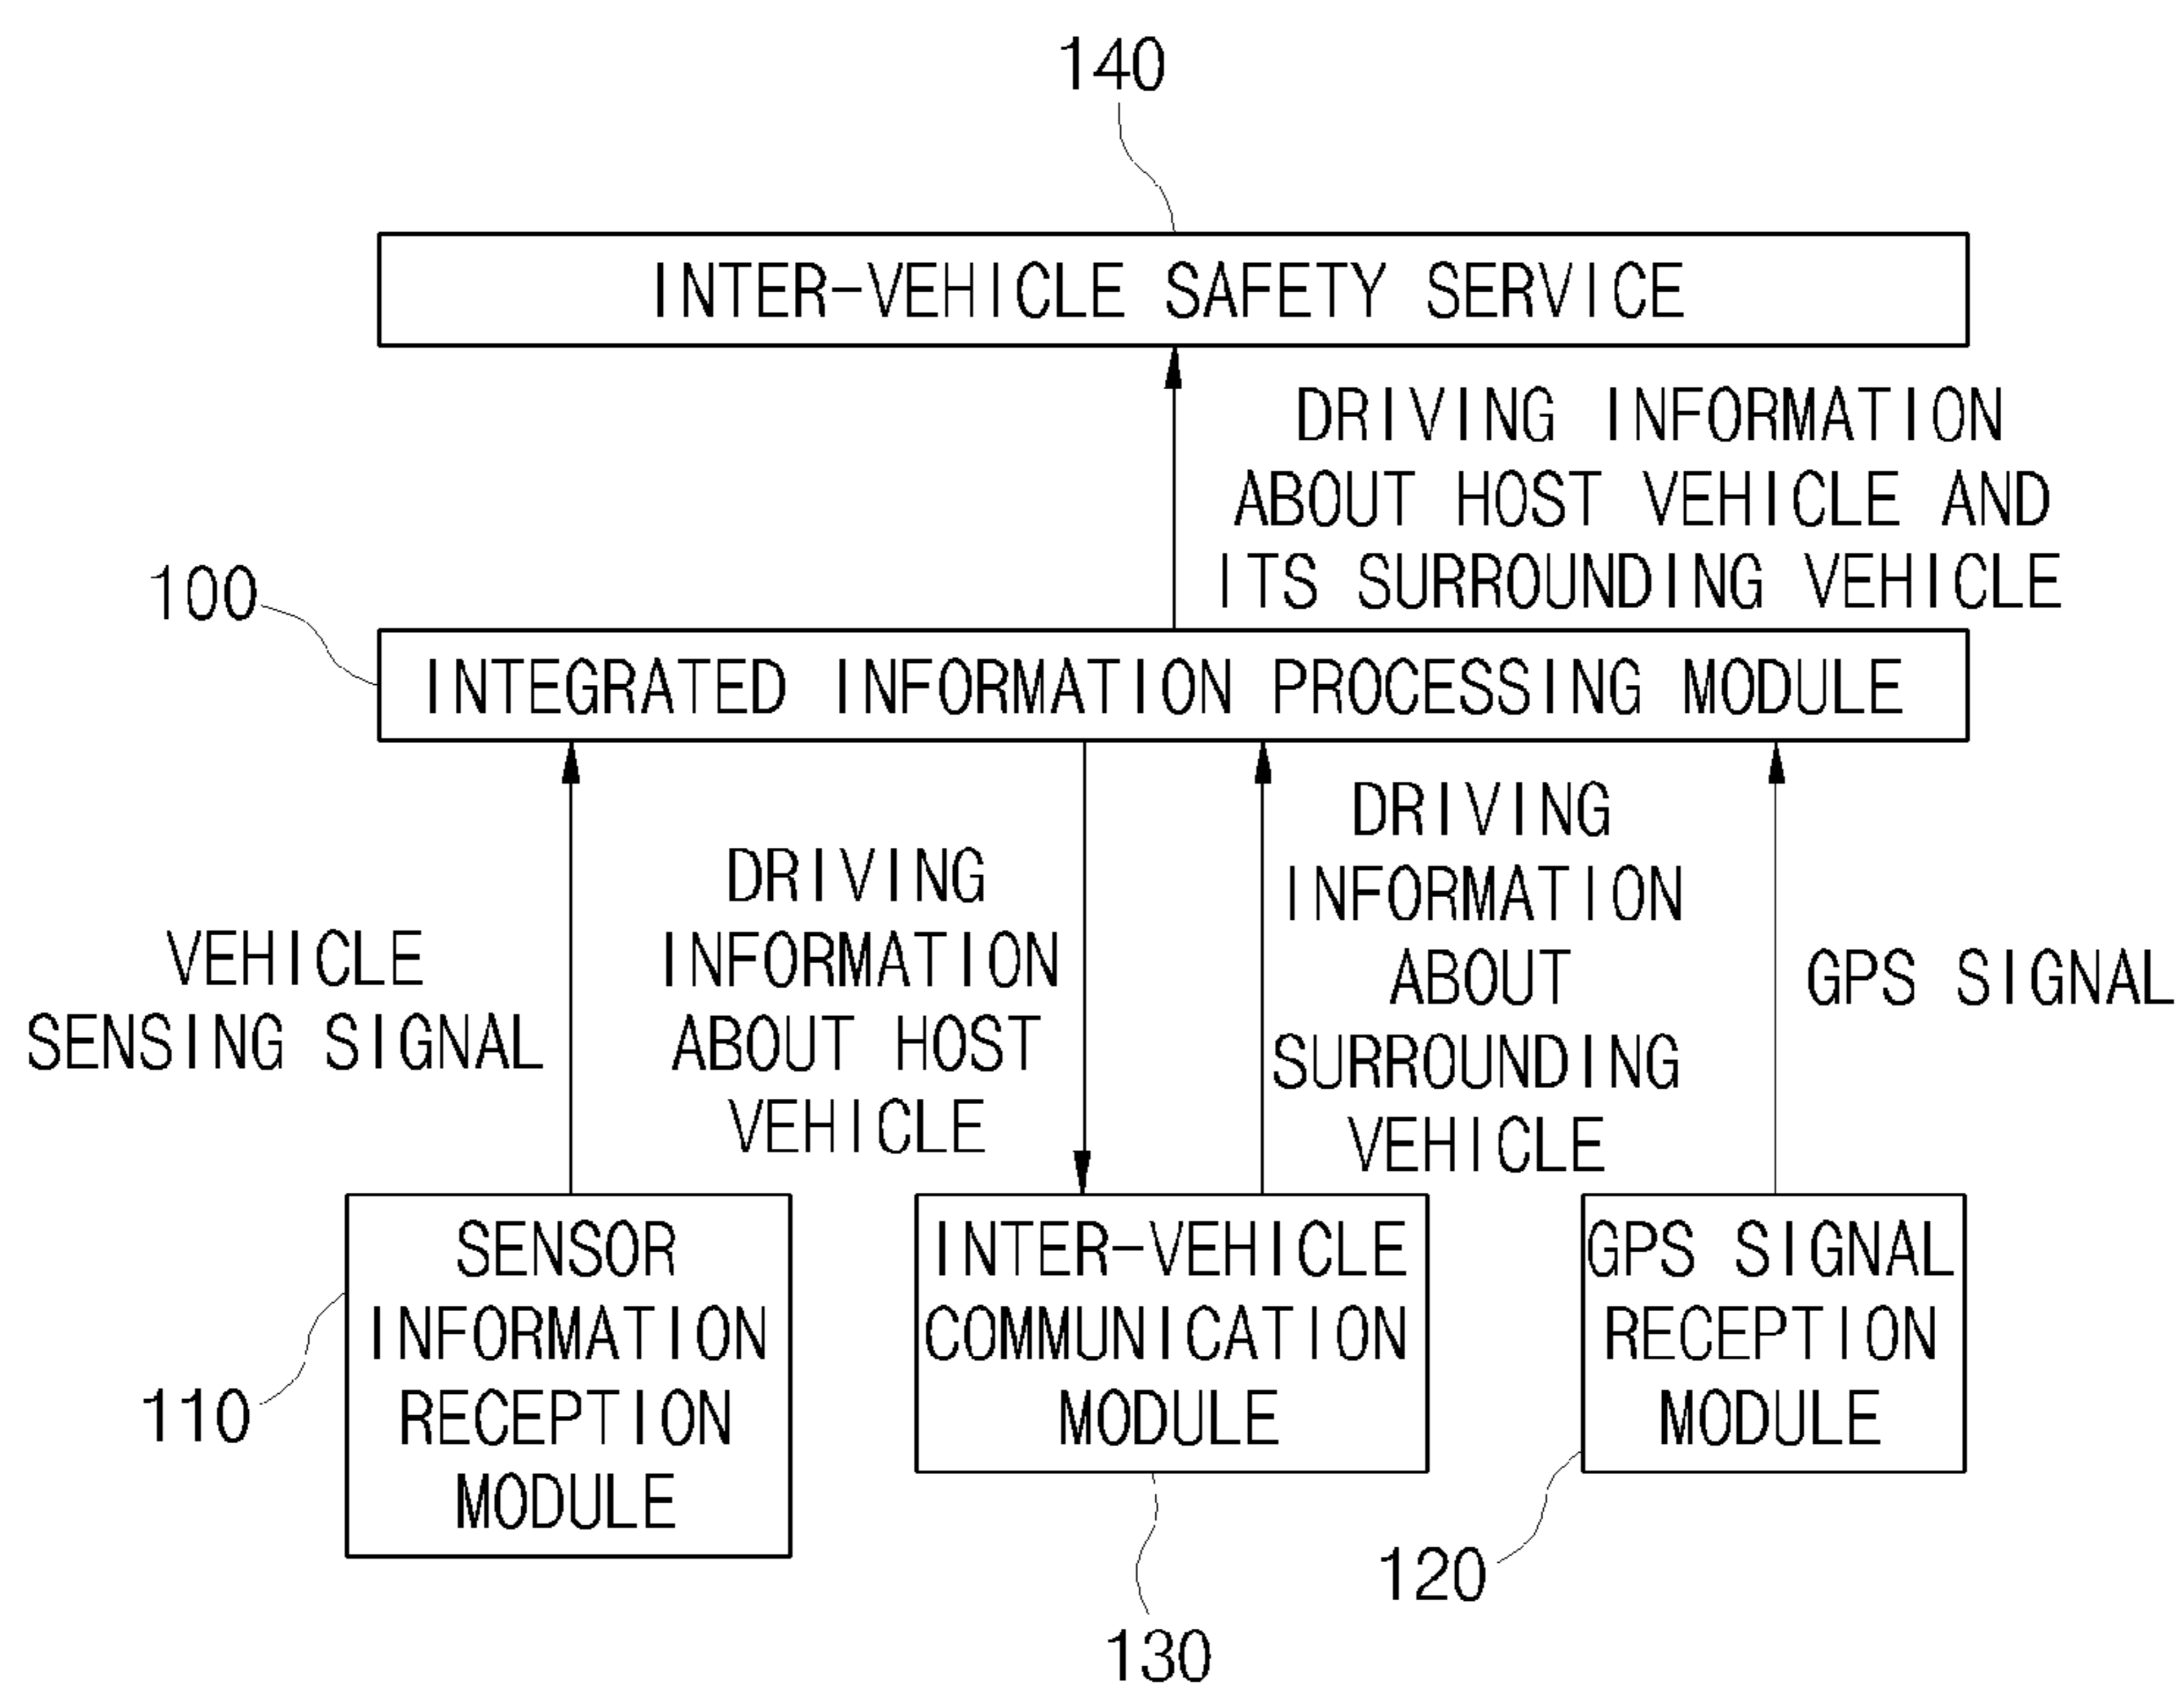 140
INTER-VEHICLE SAFETY SERVICE
DRIVING INFORMATION
ABOUT HOST VEHICLE AND
ITS SURROUNDING VEHICLE
100
INTEGRATED INFORMATION PROCESSING MODULE
VEHICLE
SENSING SIGNAL
DRIVING
INFORMATION
ABOUT HOST
VEHICLE
DRIVING
INFORMATION
ABOUT
SURROUNDING
VEHICLE
GPS SIGNAL
SENSOR
INFORMATION
RECEPTION
MODULE
110
INTER-VEHICLE
COMMUNICATION
MODULE
130
GPS SIGNAL
RECEPTION
MODULE
120